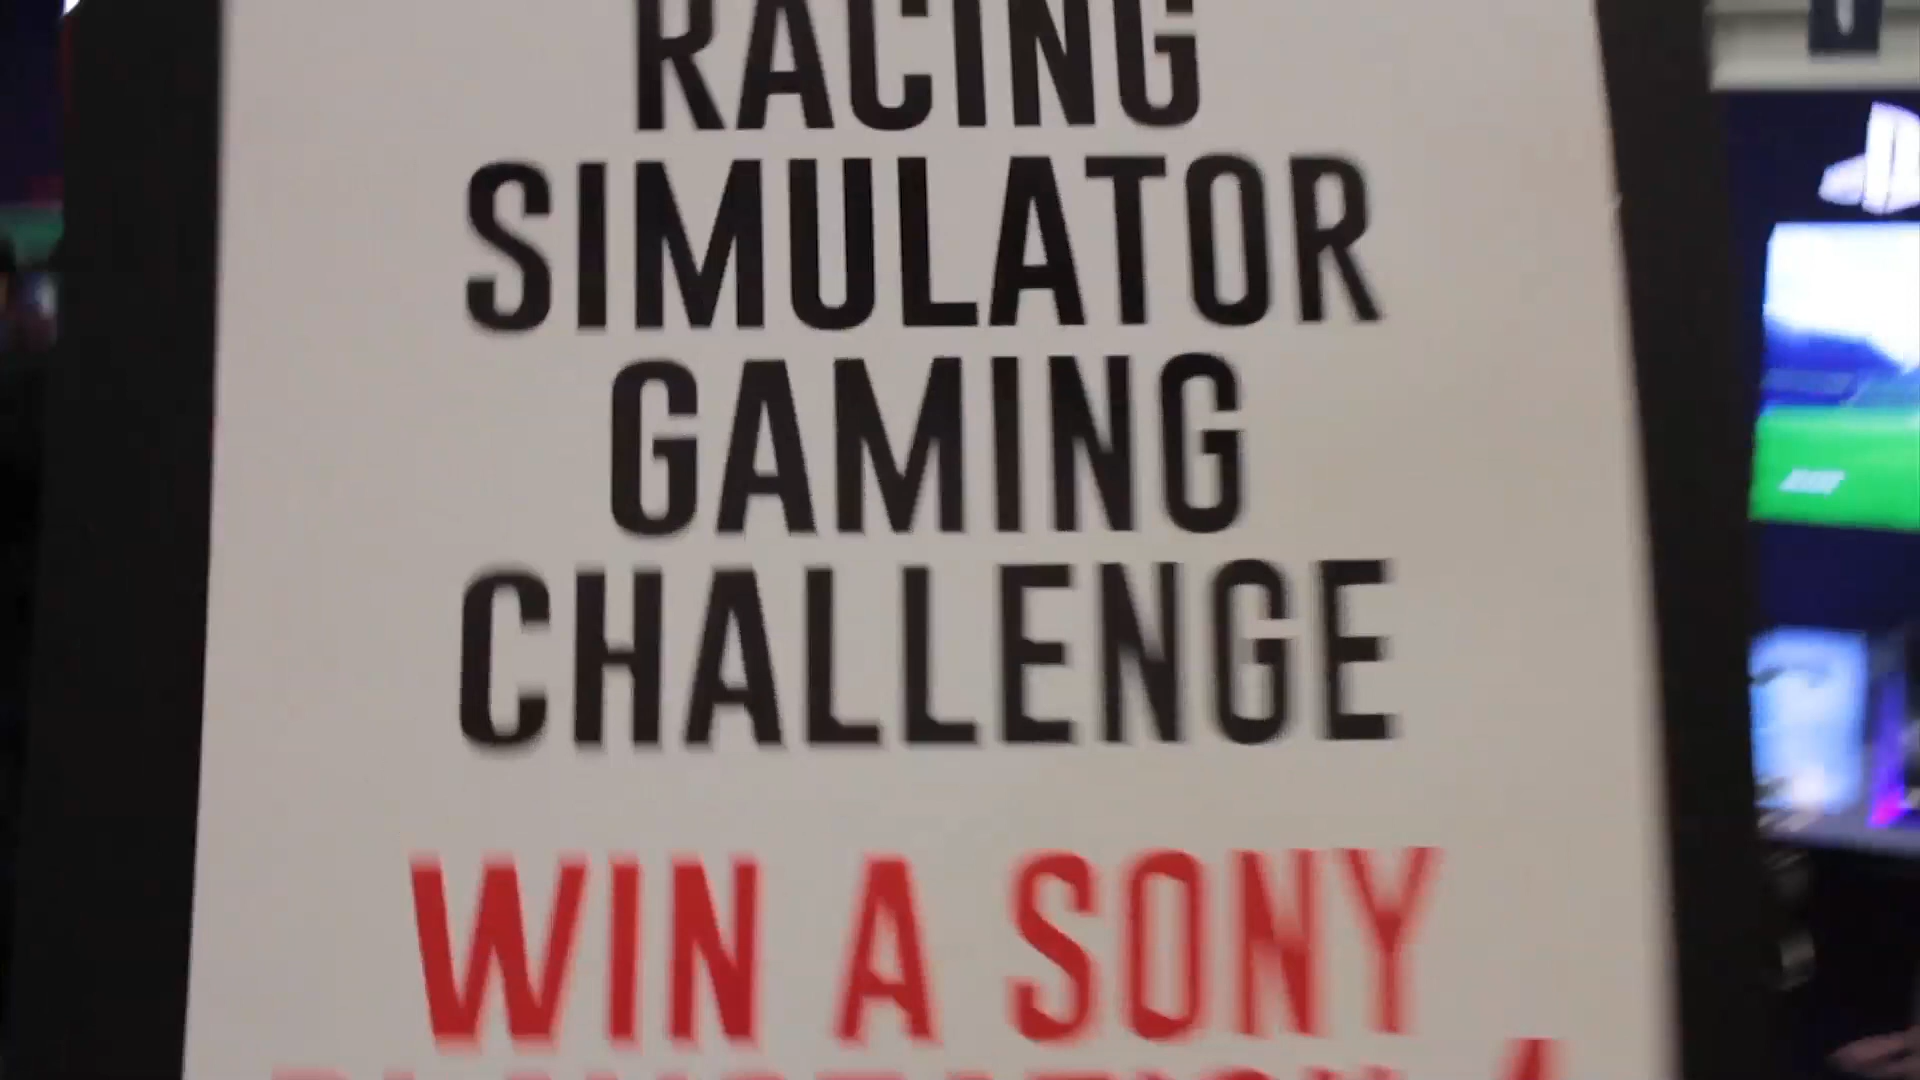 RACING
SIMULATOR
GAMING
CHALLENGE
WIN A SONY